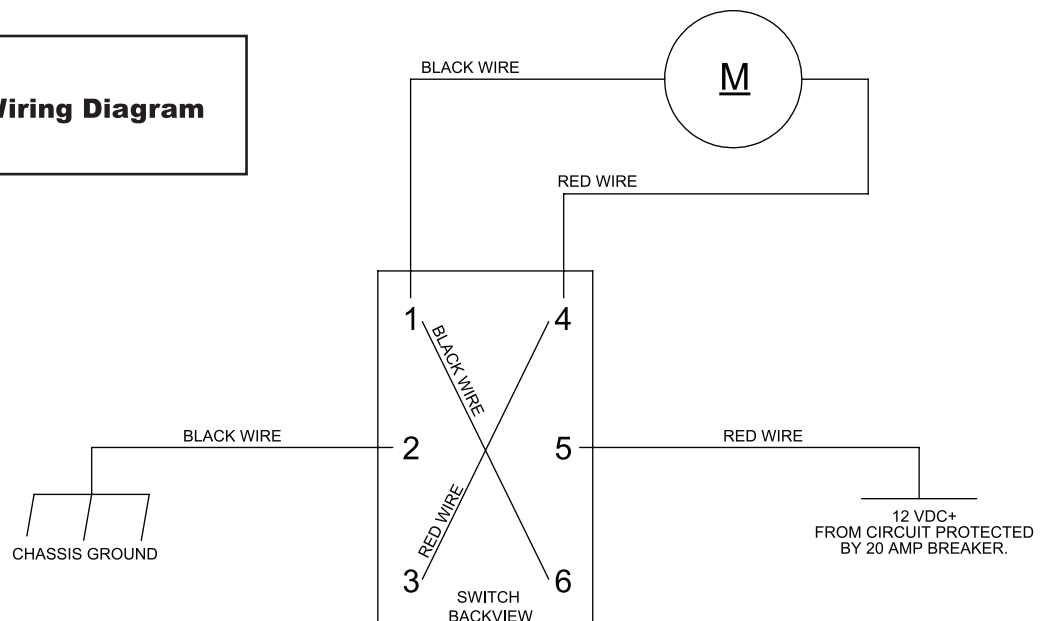 Wiring Diagram
BLACK WIRE
M
RED WIRE
1
4
BLACK WIRE
BLACK WIRE
2
5
RED WIRE
CHASSIS GROUND
12 VDC+
FROM CIRCUIT PROTECTED
BY 20 AMP BREAKER.
RED WIRE
3
6
SWITCH
BACKVIEW